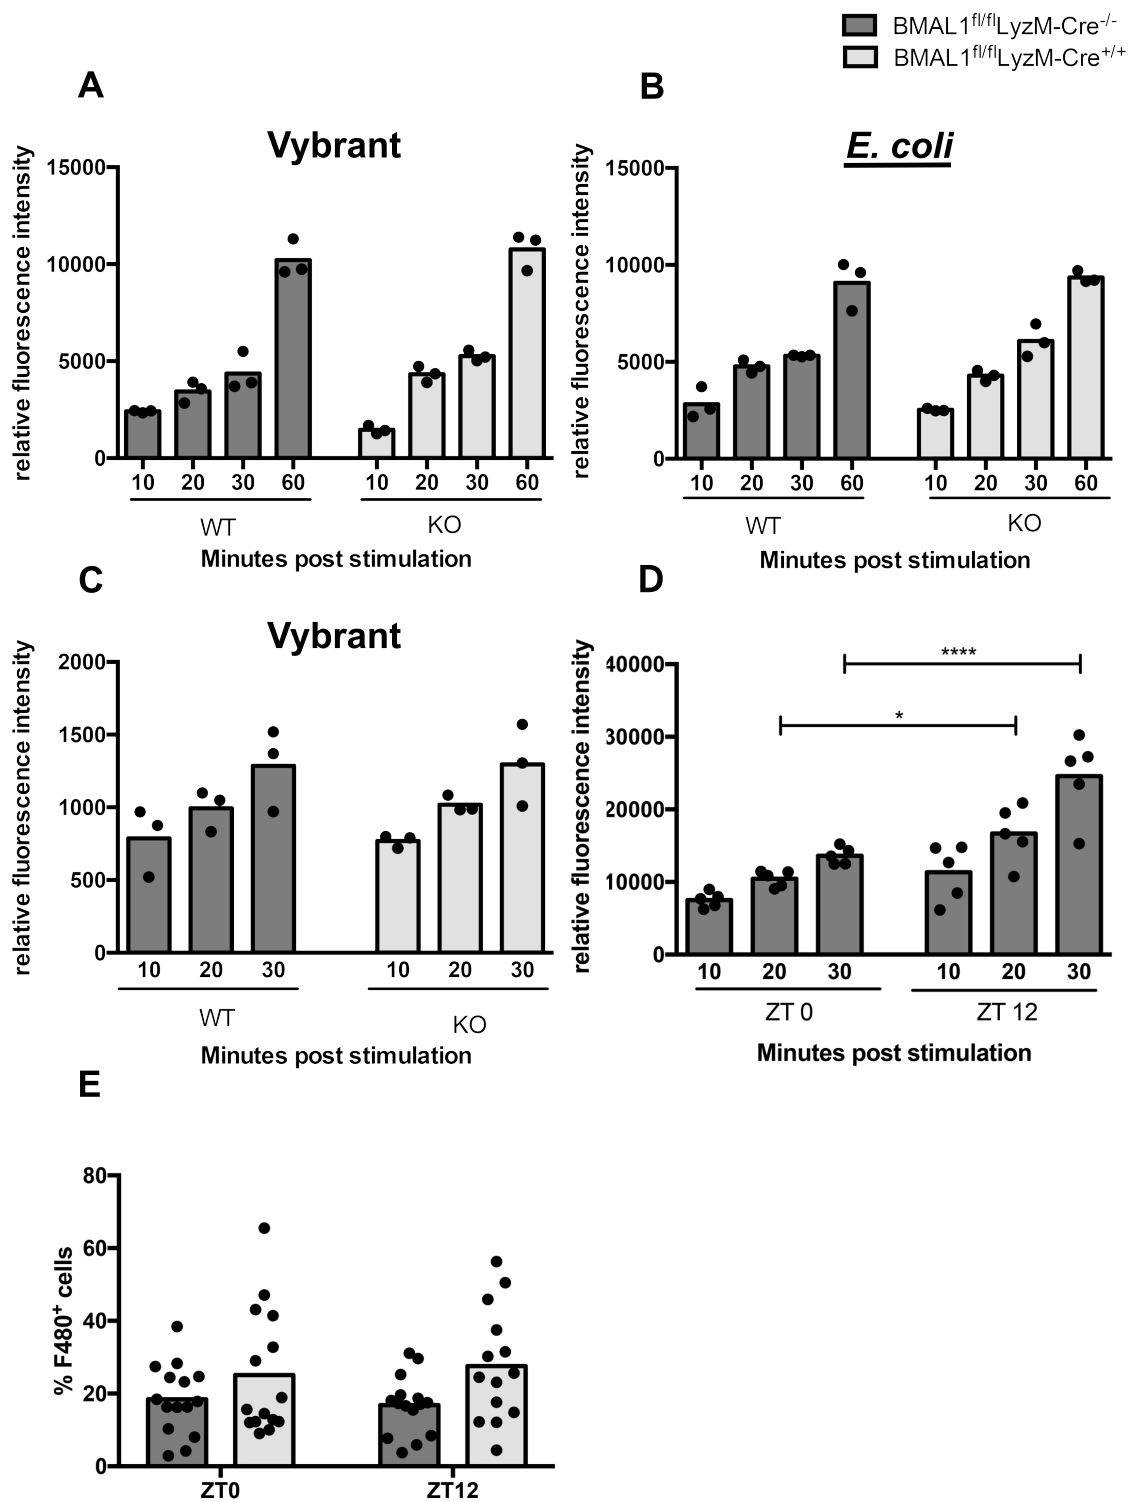 BMAL1fl/flLyzM-Cre-/-
BMAL1fl/flLyzM-Cre+/+
A
Vybrant
relative fluorescence intensity
15000
10000
5000
0
10 20 30 60 10 20 30 60
WT KO
Minutes post stimulation
B
E. coli
relative fluorescence intensity
15000
10000
5000
0
10 20 30 60 10 20 30 60
WT KO
Minutes post stimulation
C
Vybrant
relative fluorescence intensity
2000
1500
1000
500
0
10 20 30 10 20 30
WT KO
Minutes post stimulation
D
relative fluorescence intensity
40000
30000
20000
10000
0
****
*
10 20 30 10 20 30
ZT 0 ZT 12
Minutes post stimulation
E
% F480+ cells
80
60
40
20
0
ZT0 ZT12